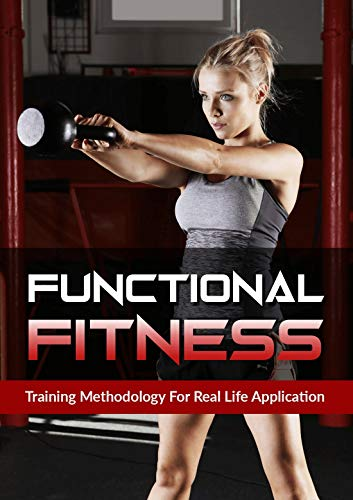 FUNCTIONAL
FITNESS
Training Methodology For Real Life Application